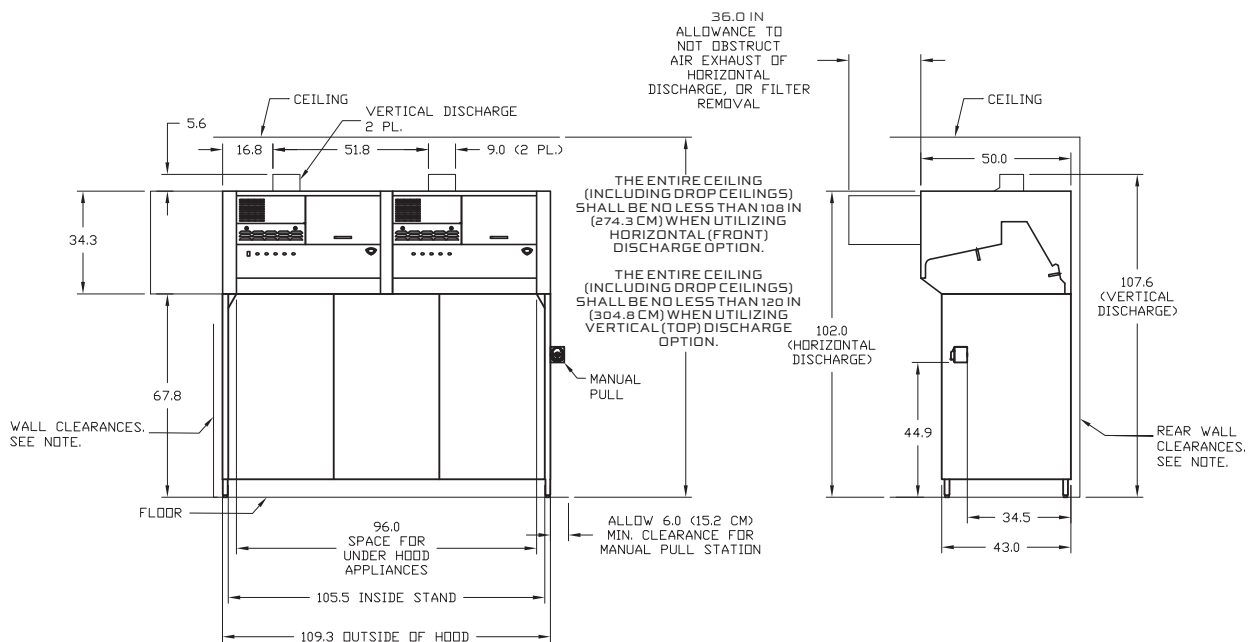 36.0 IN
ALLOWANCE TO
NOT OBSTRUCT
AIR EXHAUST OF
HORIZONTAL
DISCHARGE, OR FILTER
REMOVAL
CEILING
VERTICAL DISCHARGE
2 PL.
CEILING
5.6
16.8
51.8
9.0 (2 PL.)
50.0
THE ENTIRE CEILING
(INCLUDING DROP CEILINGS)
SHALL BE NO LESS THAN 108 IN
(274.3 CM) WHEN UTILIZING
HORIZONTAL (FRONT)
DISCHARGE OPTION.
THE ENTIRE CEILING
(INCLUDING DROP CEILINGS)
SHALL BE NO LESS THAN 120 IN
(304.8 CM) WHEN UTILIZING
VERTICAL (TOP) DISCHARGE
OPTION.
34.3
107.6
(VERTICAL
DISCHARGE)
102.0
(HORIZONTAL
DISCHARGE)
MANUAL
PULL
67.8
WALL CLEARANCES.
SEE NOTE.
44.9
REAR WALL
CLEARANCES.
SEE NOTE.
FLOOR
96.0
SPACE FOR
UNDER HOOD
APPLIANCES
ALLOW 6.0 (15.2 CM)
MIN. CLEARANCE FOR
MANUAL PULL STATION
34.5
43.0
105.5 INSIDE STAND
109.3 OUTSIDE OF HOOD